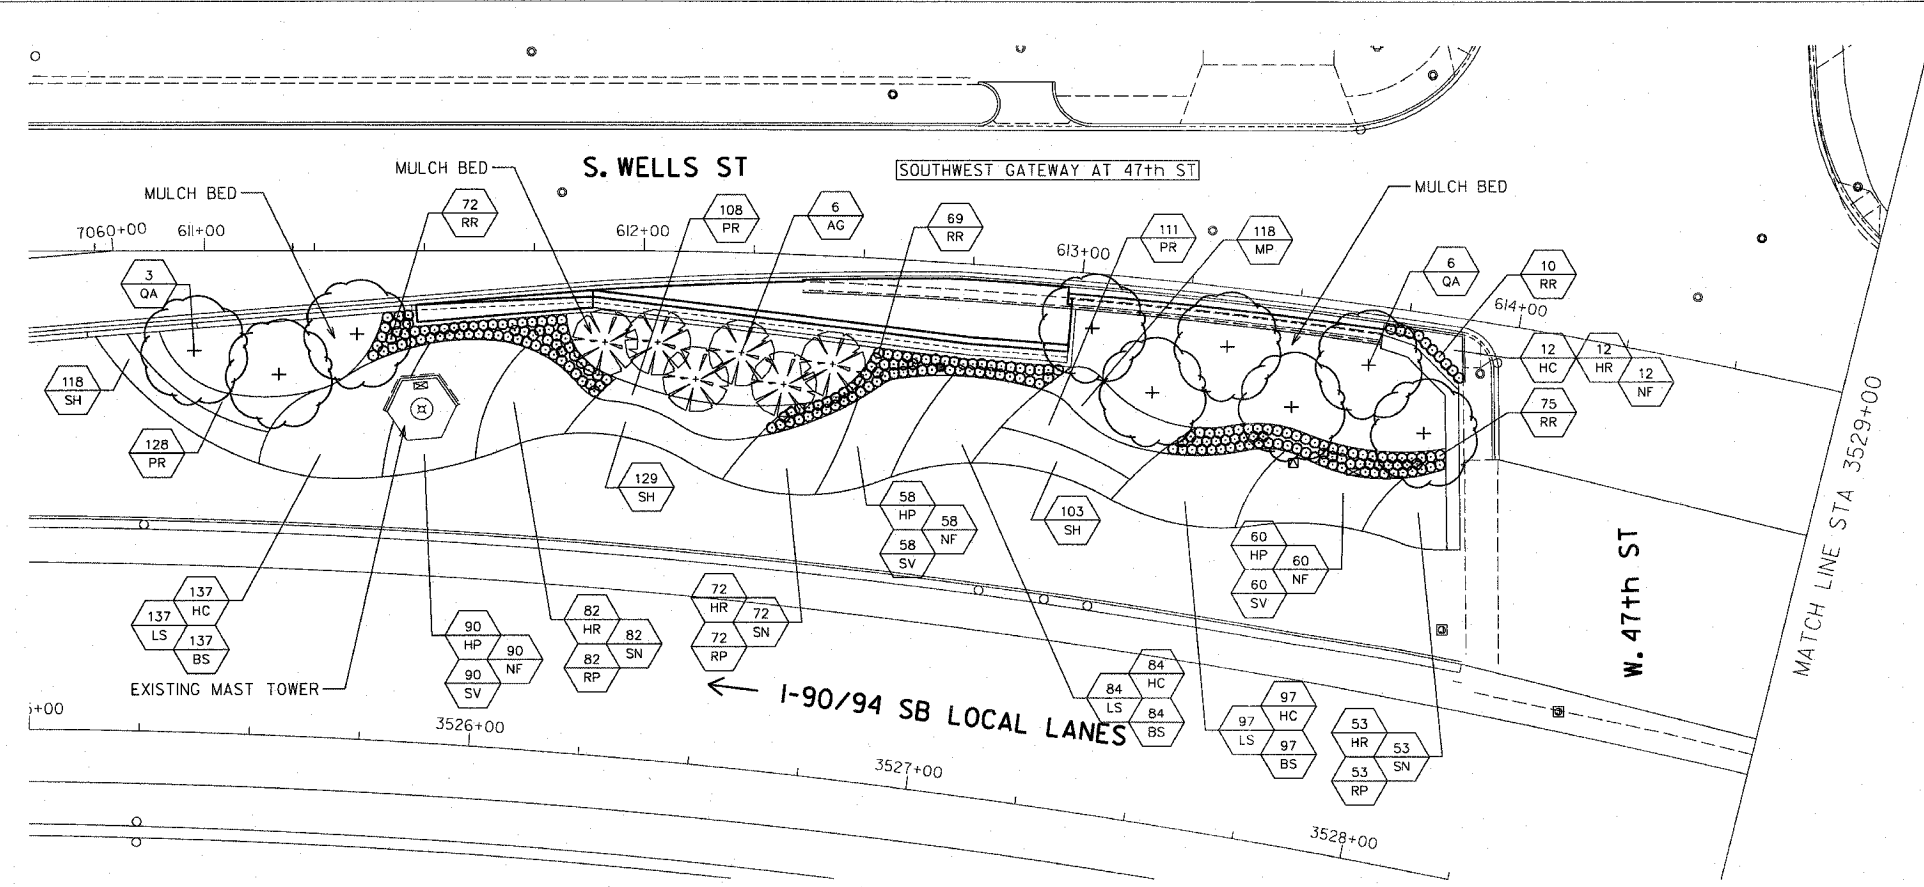 MULCH BED
S. WELLS ST
SOUTHWEST GATEWAY AT 47th ST
MULCH BED
MULCH BED
72
RR
108
PR
6
AG
69
RR
111
PR
118
MP
7060+00
611+00
612+00
613+00
614+00
3
QA
6
QA
10
RR
12
HC
12
HR
12
NF
118
SH
128
PR
75
RR
129
SH
58
HP
58
NF
58
SV
103
SH
60
HP
60
NF
60
SV
137
HC
137
LS
137
BS
90
HP
90
NF
90
SV
82
HR
82
SN
82
RP
72
HR
72
SN
72
RP
84
HC
84
LS
84
BS
97
HC
97
LS
97
BS
53
HR
53
SN
53
RP
EXISTING MAST TOWER
I-90/94 SB LOCAL LANES
W. 47th ST
MATCH LINE STA 3529+00
+00
3526+00
3527+00
3528+00